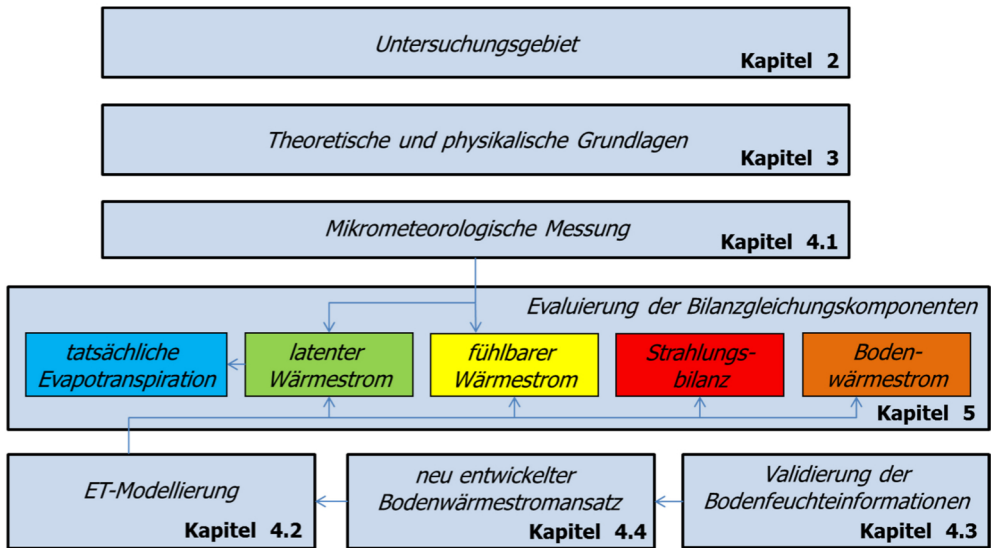 Untersuchungsgebiet
Kapitel 2
Theoretische und physikalische Grundlagen
Kapitel 3
Mikrometeorologische Messung
Kapitel 4.1
Evaluierung der Bilanzgleichungskomponenten
tatsächliche
Evapotranspiration
latenter
Wärmestrom
fühlbarer
Wärmestrom
Strahlungs-
bilanz
Boden-
wärmestrom
Kapitel 5
ET-Modellierung
Kapitel 4.2
neu entwickelter
Bodenwärmestromansatz
Kapitel 4.4
Validierung der
Bodenfeuchteinformationen
Kapitel 4.3